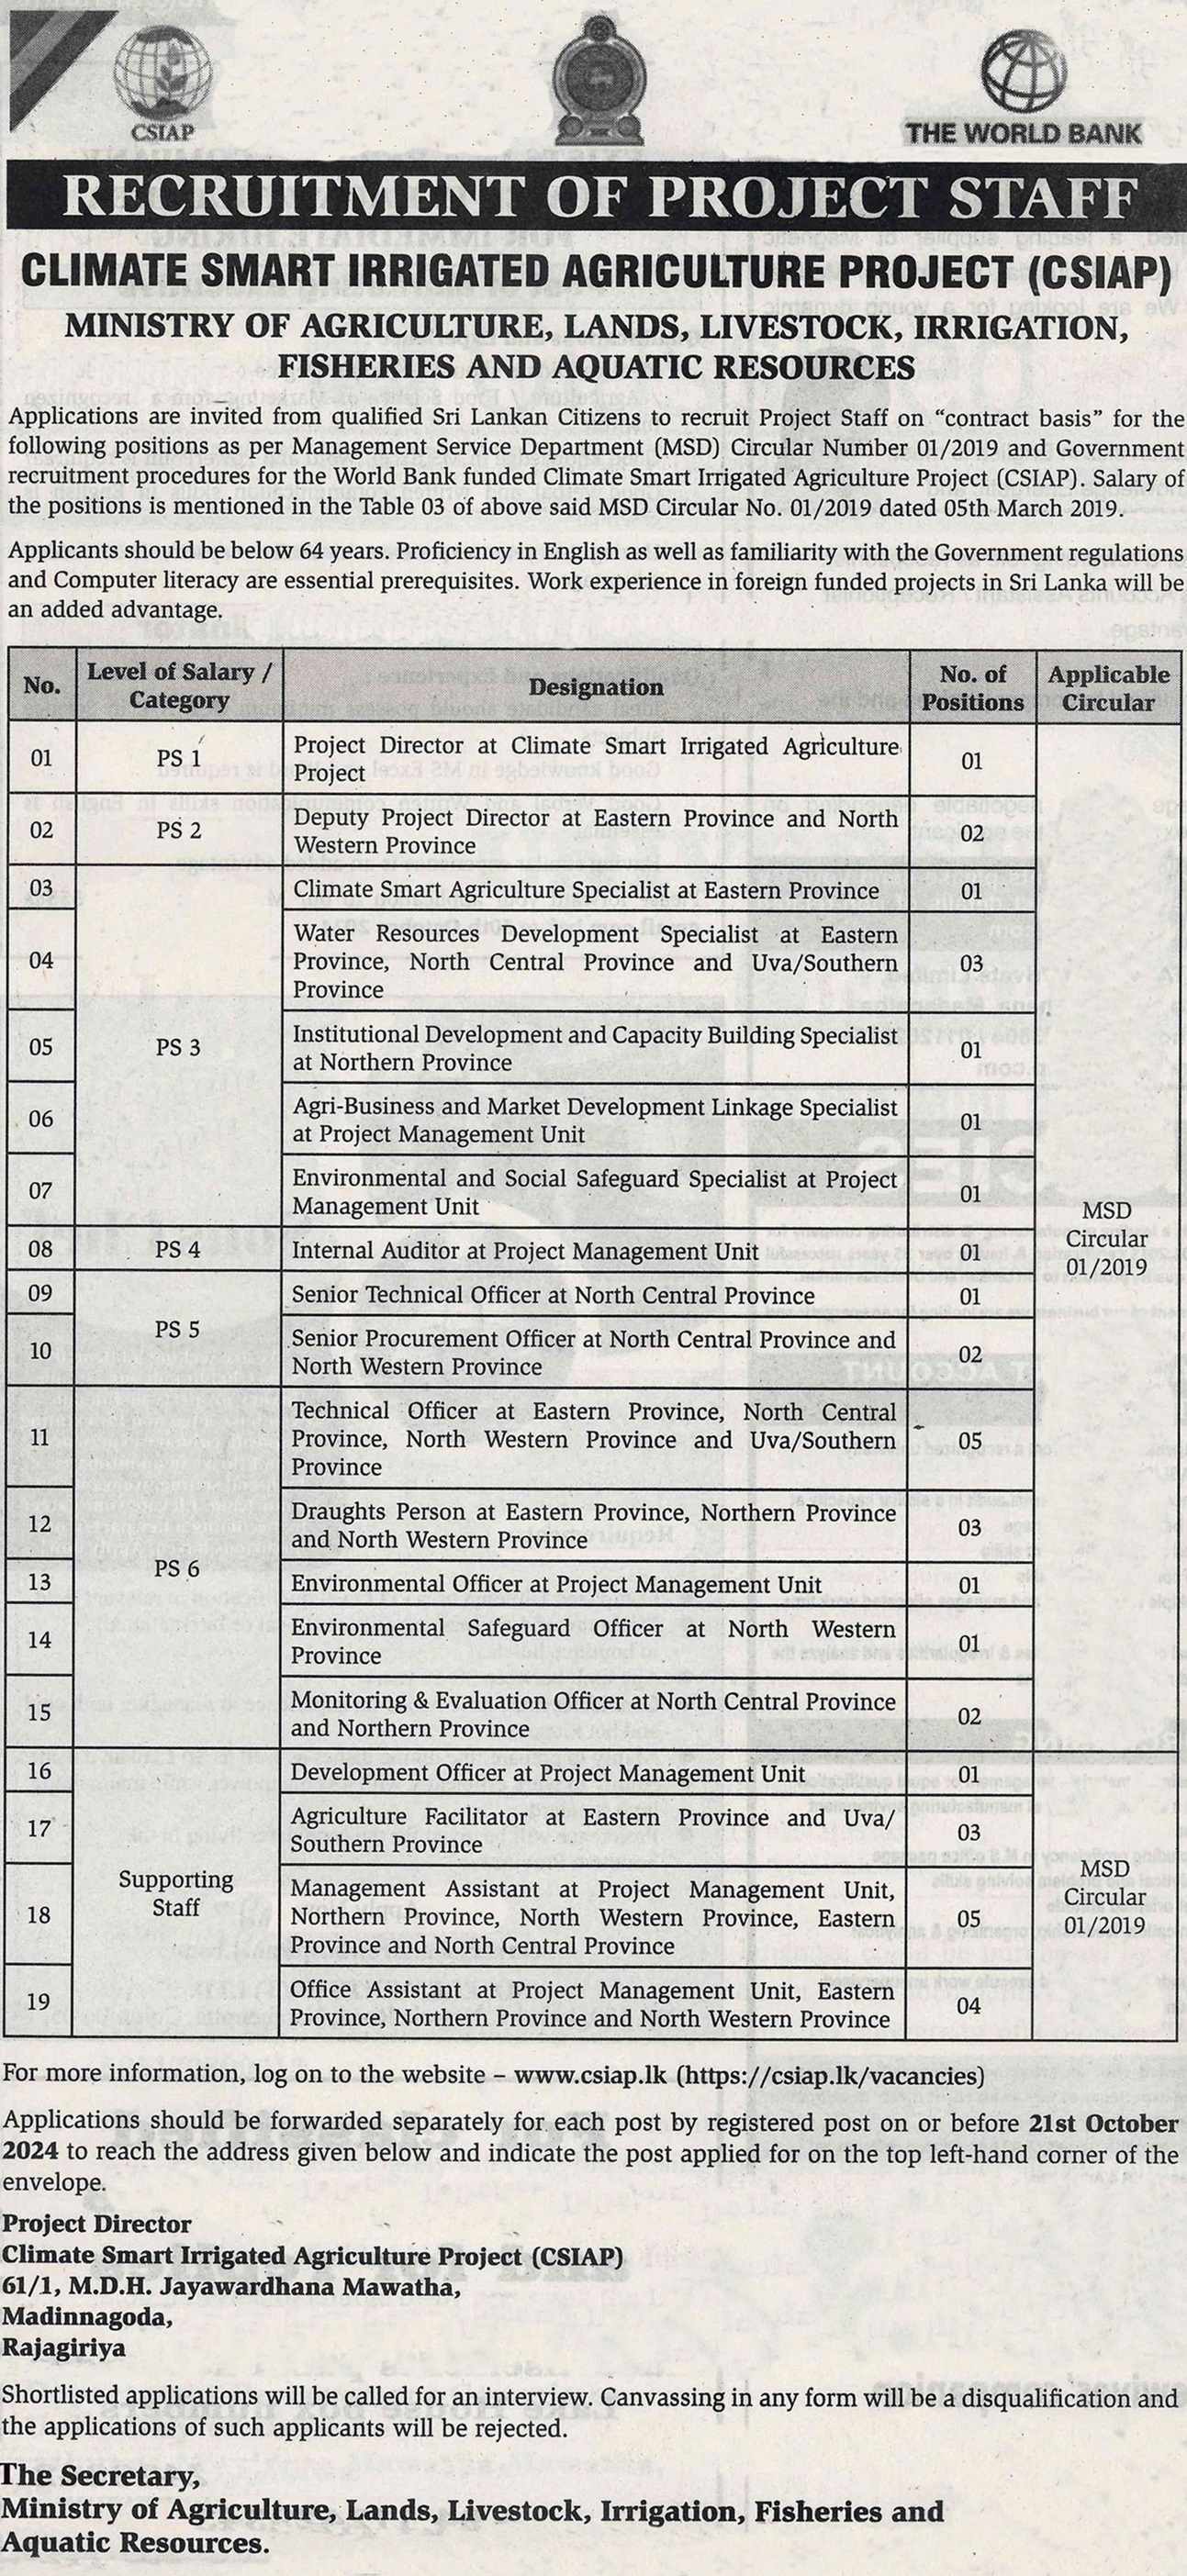 CSIAP
THE WORLD BANK
RECRUITMENT OF PROJECT STAFF
CLIMATE SMART IRRIGATED AGRICULTURE PROJECT (CSIAP)
MINISTRY OF AGRICULTURE, LANDS, LIVESTOCK, IRRIGATION,
FISHERIES AND AQUATIC RESOURCES
Applications are invited from qualified Sri Lankan Citizens to recruit Project Staff on “contract basis” for the
following positions as per Management Service Department (MSD) Circular Number 01/2019 and Government
recruitment procedures for the World Bank funded Climate Smart Irrigated Agriculture Project (CSIAP). Salary of
the positions is mentioned in the Table 03 of above said MSD Circular No. 01/2019 dated 05th March 2019.
Applicants should be below 64 years. Proficiency in English as well as familiarity with the Government regulations
and Computer literacy are essential prerequisites. Work experience in foreign funded projects in Sri Lanka will be
an added advantage.
No.
Level of Salary /
Category
Designation
No. of
Positions
Applicable
Circular
01
PS 1
Project Director at Climate Smart Irrigated Agriculture
Project
01
02
PS 2
Deputy Project Director at Eastern Province and North
Western Province
02
03
Climate Smart Agriculture Specialist at Eastern Province
01
04
Water Resources Development Specialist at Eastern
Province, North Central Province and Uva/Southern
Province
03
05
PS 3
Institutional Development and Capacity Building Specialist
at Northern Province
01
06
Agri-Business and Market Development Linkage Specialist
at Project Management Unit
01
07
Environmental and Social Safeguard Specialist at Project
Management Unit
01
MSD
Circular
01/2019
08
PS 4
Internal Auditor at Project Management Unit
01
09
PS 5
Senior Technical Officer at North Central Province
01
10
Senior Procurement Officer at North Central Province and
North Western Province
02
11
Technical Officer at Eastern Province, North Central
Province, North Western Province and Uva/Southern
Province
05
12
Draughts Person at Eastern Province, Northern Province
and North Western Province
03
PS 6
13
Environmental Officer at Project Management Unit
01
14
Environmental Safeguard Officer at North Western
Province
01
15
Monitoring & Evaluation Officer at North Central Province
and Northern Province
02
16
Development Officer at Project Management Unit
01
17
Agriculture Facilitator at Eastern Province and Uva/
Southern Province
03
Supporting
Staff
18
Management Assistant at Project Management Unit,
Northern Province, North Western Province, Eastern
Province and North Central Province
05
MSD
Circular
01/2019
19
Office Assistant at Project Management Unit, Eastern
Province, Northern Province and North Western Province
04
For more information, log on to the website – www.csiap.lk (https://csiap.lk/vacancies)
Applications should be forwarded separately for each post by registered post on or before 21st October
2024 to reach the address given below and indicate the post applied for on the top left-hand corner of the
envelope.
Project Director
Climate Smart Irrigated Agriculture Project (CSIAP)
61/1, M.D.H. Jayawardhana Mawatha,
Madinnagoda,
Rajagiriya
Shortlisted applications will be called for an interview. Canvassing in any form will be a disqualification and
the applications of such applicants will be rejected.
The Secretary,
Ministry of Agriculture, Lands, Livestock, Irrigation, Fisheries and
Aquatic Resources.